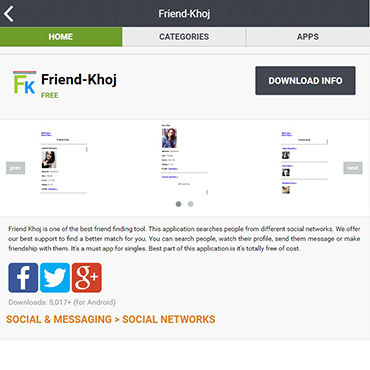 Friend-Khoj
HOME
CATEGORIES
APPS
FK
Friend-Khoj
FREE
DOWNLOAD INFO
prev
next
Friend Khoj is one of the best friend finding tool. This application searches people from different social networks. We offer
our best support to find a better match for you. You can search people, watch their profile, send them message or make
friendship with them. It's a must app for singles. Best part of this application is it's totally free of cost.
f
g+
Downloads: 5,017+ (for Android)
SOCIAL & MESSAGING > SOCIAL NETWORKS